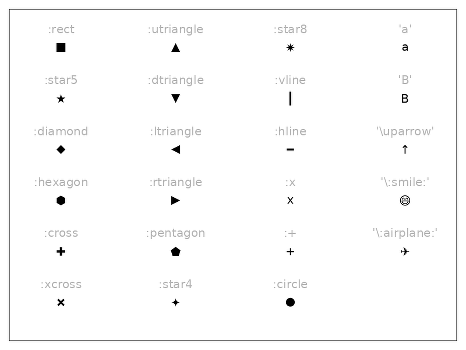 :rect :utriangle :star8 'a'
a
:star5 :dtriangle :vline 'B'
B
:diamond :ltriangle :hline '\uparrow'
↑
:hexagon :rtriangle :x '\:smile:'
x
:cross :pentagon :+ '\:airplane:'
+ ✈
:xcross :star4 :circle